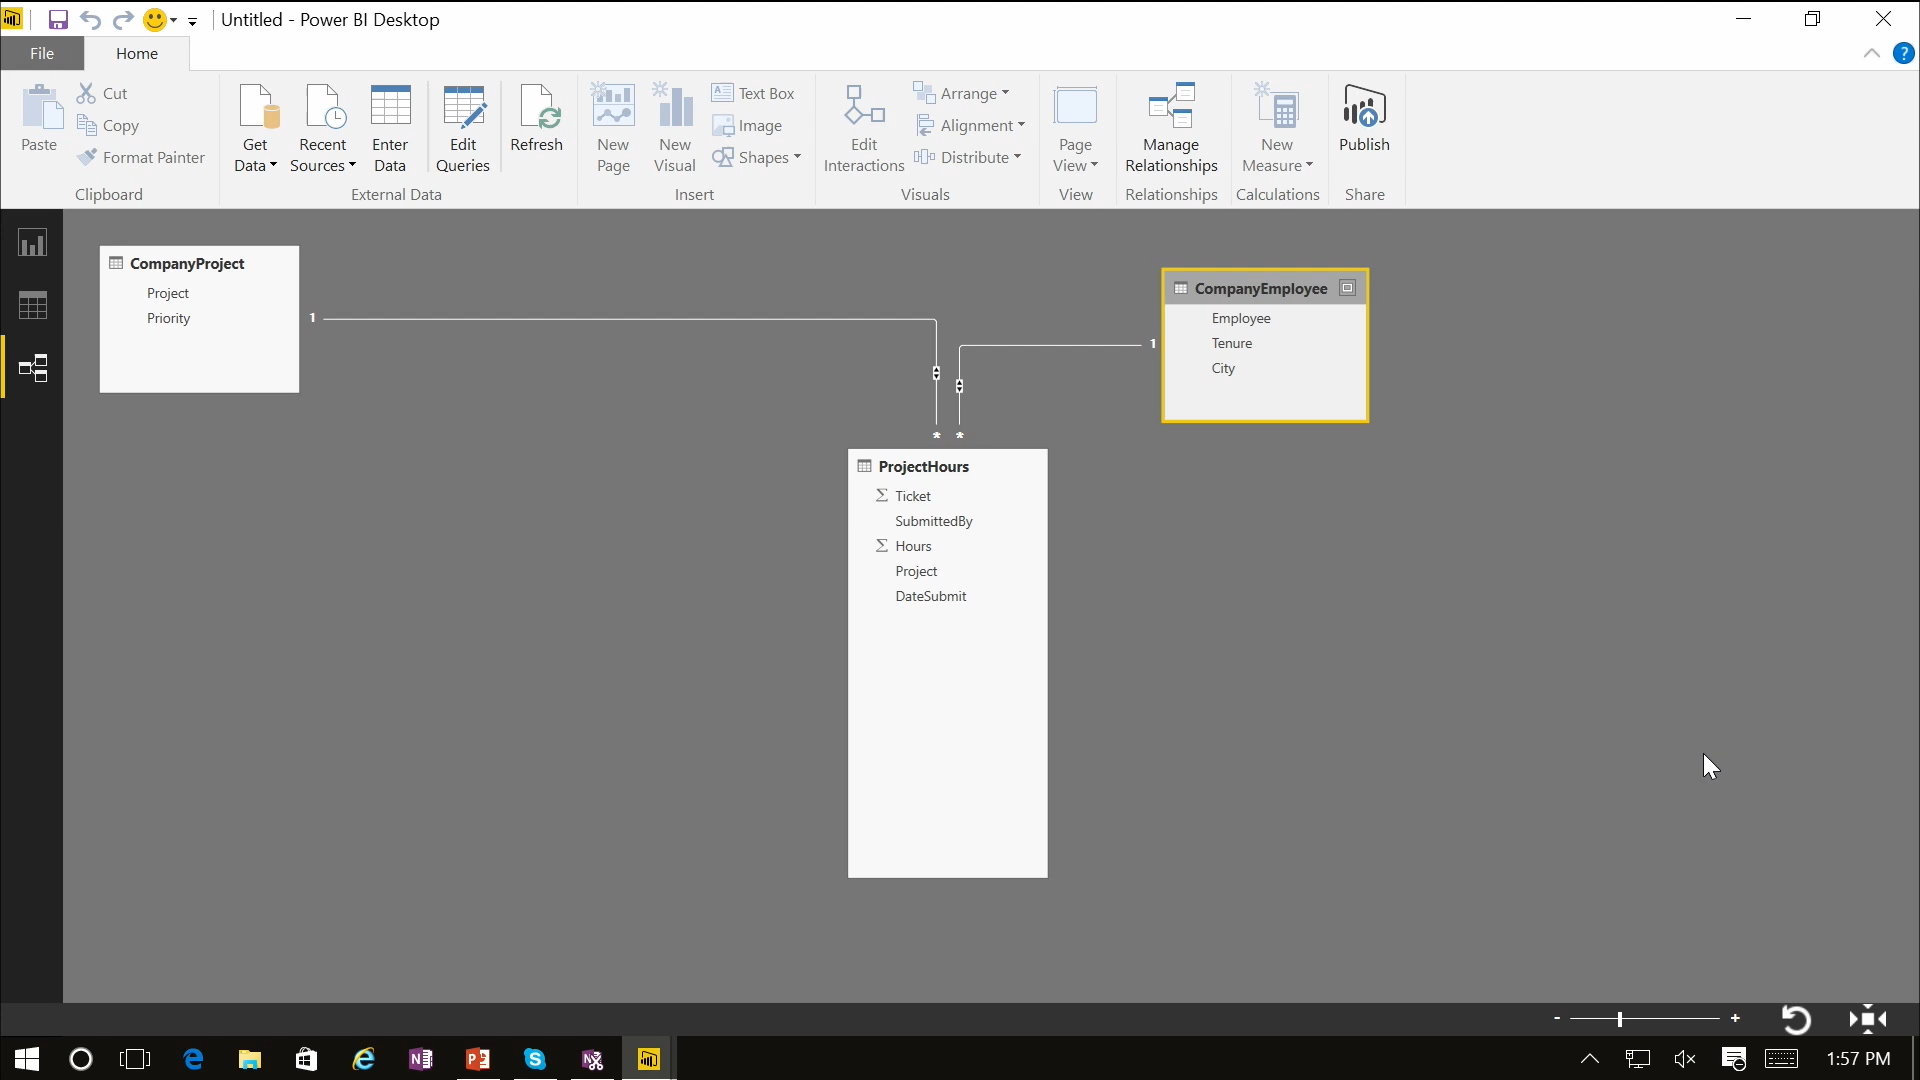 Untitled - Power BI Desktop
File
Home
?
Paste
Cut
Copy
Format Painter
Clipboard
Get Data
Recent Sources
Enter Data
Edit Queries
Refresh
External Data
New Page
New Visual
Text Box
Image
Shapes
Insert
Edit Interactions
Arrange
Alignment
Distribute
Visuals
Page View
View
Manage Relationships
Relationships
New Measure
Calculations
Publish
Share
CompanyProject
Project
Priority
1
*
*
1
CompanyEmployee
Employee
Tenure
City
ProjectHours
Σ Ticket
SubmittedBy
Σ Hours
Project
DateSubmit
- +
1:57 PM